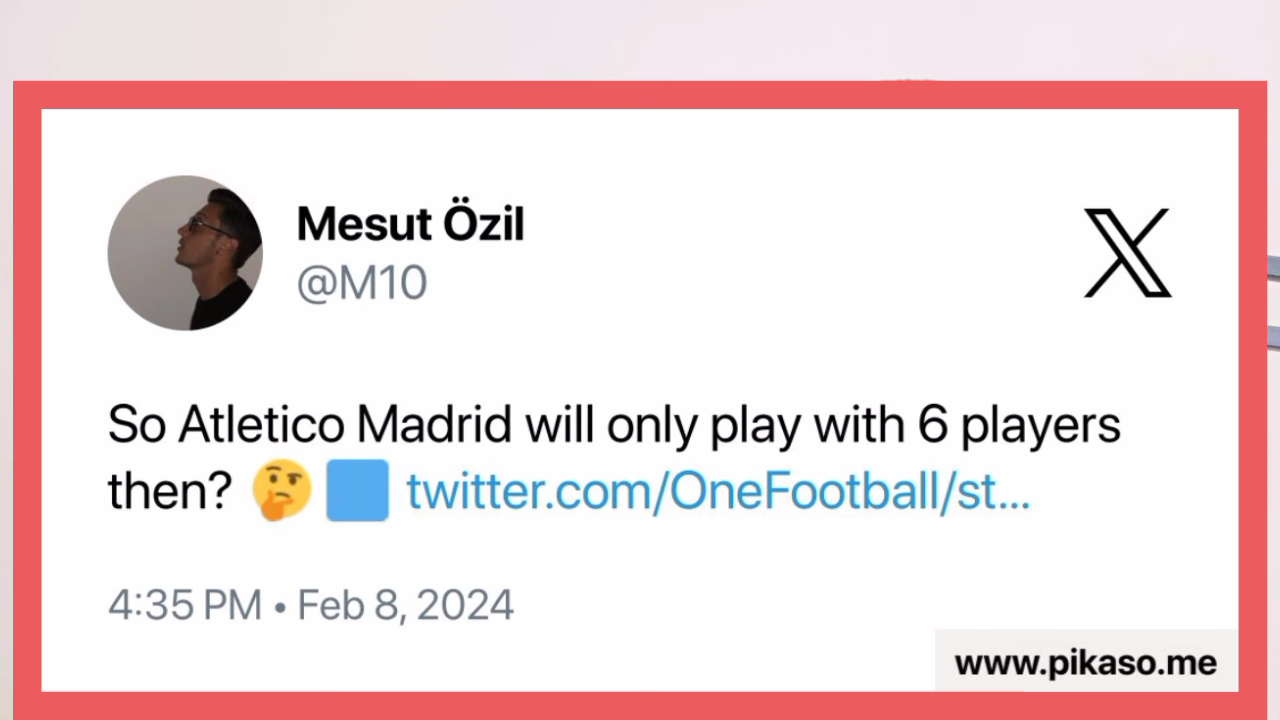 Mesut Özil
@M10
So Atletico Madrid will only play with 6 players
then? 🤔 🟦 twitter.com/OneFootball/st...
4:35 PM • Feb 8, 2024
www.pikaso.me